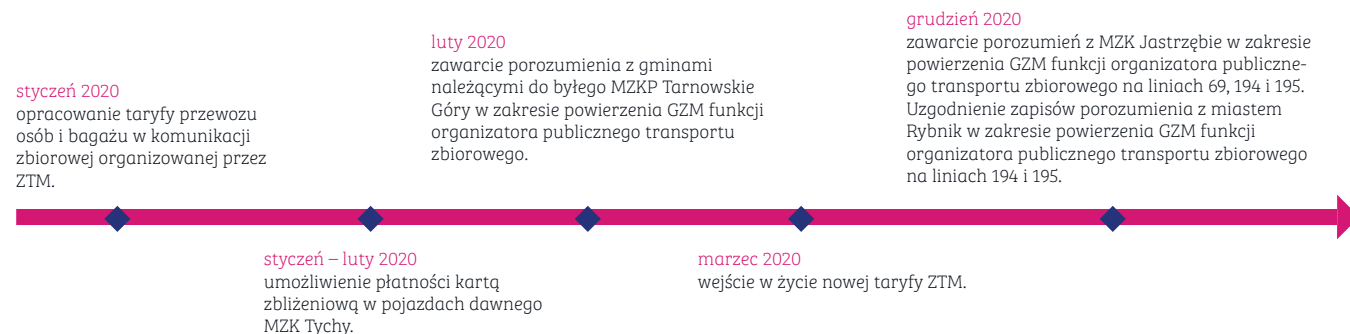 styczeń 2020
opracowanie taryfy przewozu
osób i bagażu w komunikacji
zbiorowej organizowanej przez
ZTM.
styczeń – luty 2020
umożliwienie płatności kartą
zbliżeniową w pojazdach dawnego
MZK Tychy.
luty 2020
zawarcie porozumienia z gminami
należącymi do byłego MZKP Tarnowskie
Góry w zakresie powierzenia GZM funkcji
organizatora publicznego transportu
zbiorowego.
marzec 2020
wejście w życie nowej taryfy ZTM.
grudzień 2020
zawarcie porozumień z MZK Jastrzębie w zakresie
powierzenia GZM funkcji organizatora publiczne-
go transportu zbiorowego na liniach 69, 194 i 195.
Uzgodnienie zapisów porozumienia z miastem
Rybnik w zakresie powierzenia GZM funkcji
organizatora publicznego transportu zbiorowego
na liniach 194 i 195.